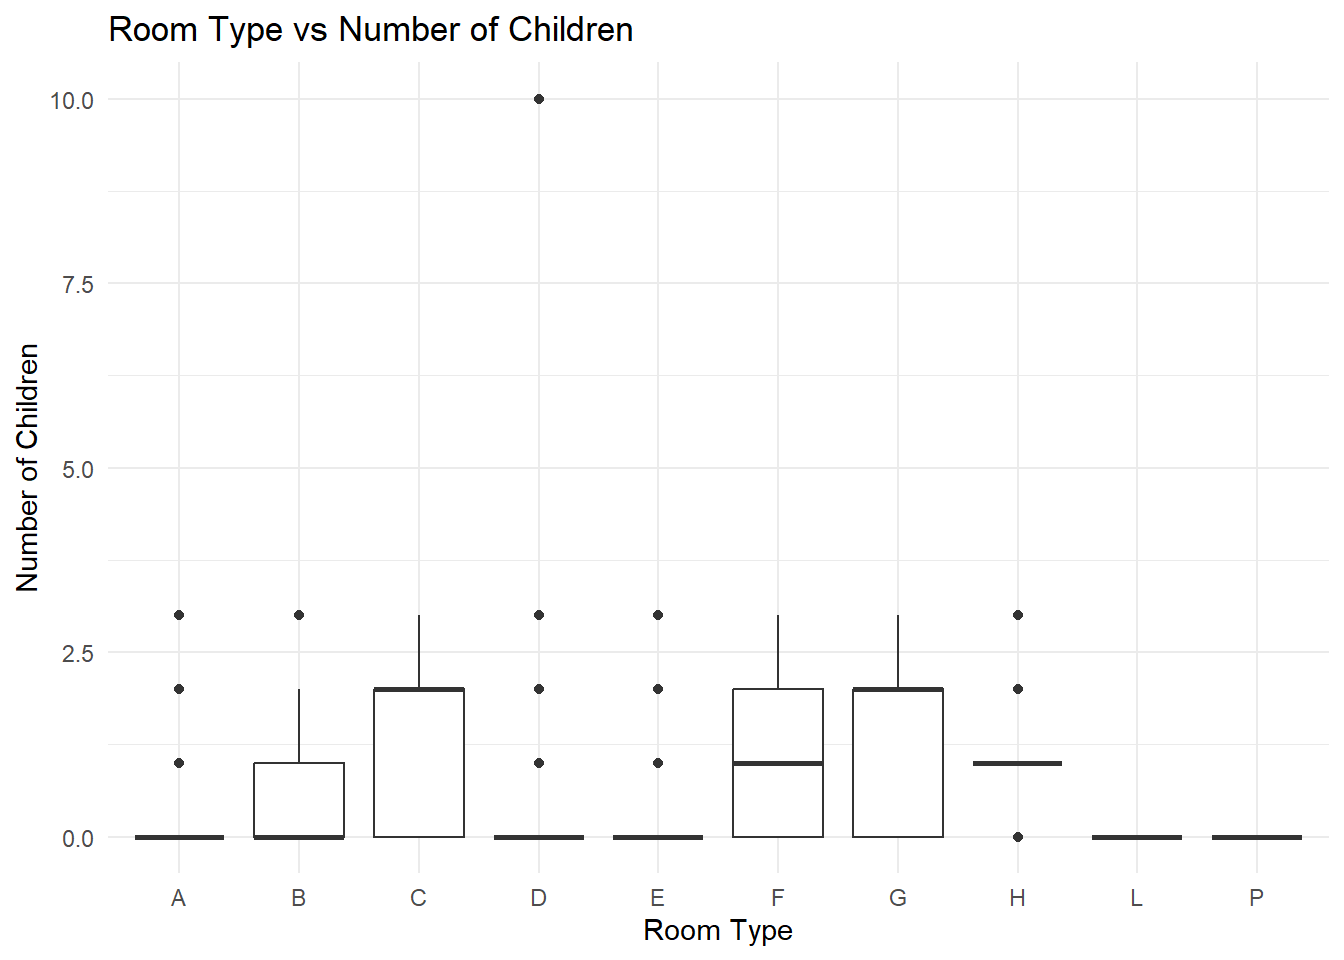 Room Type vs Number of Children
10.0
7.5
5.0
2.5
0.0
Number of Children
A B C D E F G H L P
Room Type